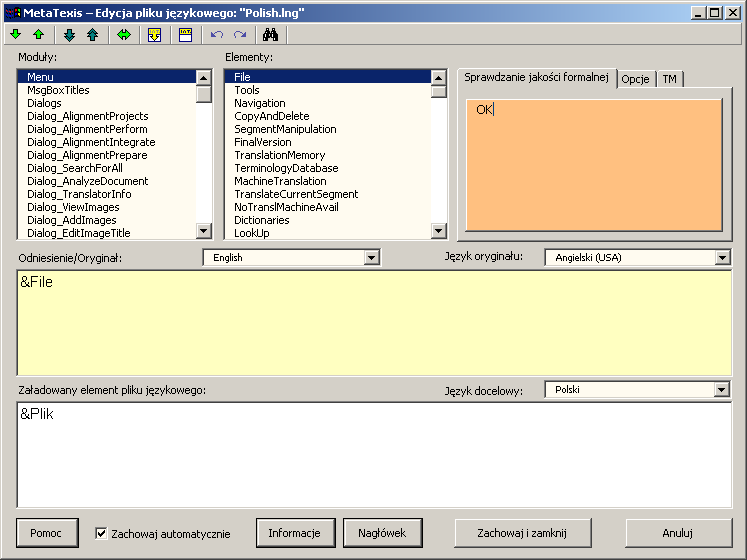 MetaTexis – Edycja pliku językowego: "Polish.lng"
Moduły:
Menu
MsgBoxTitles
Dialogs
Dialog_AlignmentProjects
Dialog_AlignmentPerform
Dialog_AlignmentIntegrate
Dialog_AlignmentPrepare
Dialog_SearchForAll
Dialog_AnalyzeDocument
Dialog_TranslatorInfo
Dialog_ViewImages
Dialog_AddImages
Dialog_EditImageTitle
Elementy:
File
Tools
Navigation
CopyAndDelete
SegmentManipulation
FinalVersion
TranslationMemory
TerminologyDatabase
MachineTranslation
TranslateCurrentSegment
NoTranslMachineAvail
Dictionaries
LookUp
Sprawdzanie jakości formalnej
Opcje
TM
OK
Odniesienie/Oryginał:
English
Język oryginału:
Angielski (USA)
&File
Załadowany element pliku językowego:
Język docelowy:
Polski
&Plik
Pomoc
Zachowaj automatycznie
Informacje
Nagłówek
Zachowaj i zamknij
Anuluj